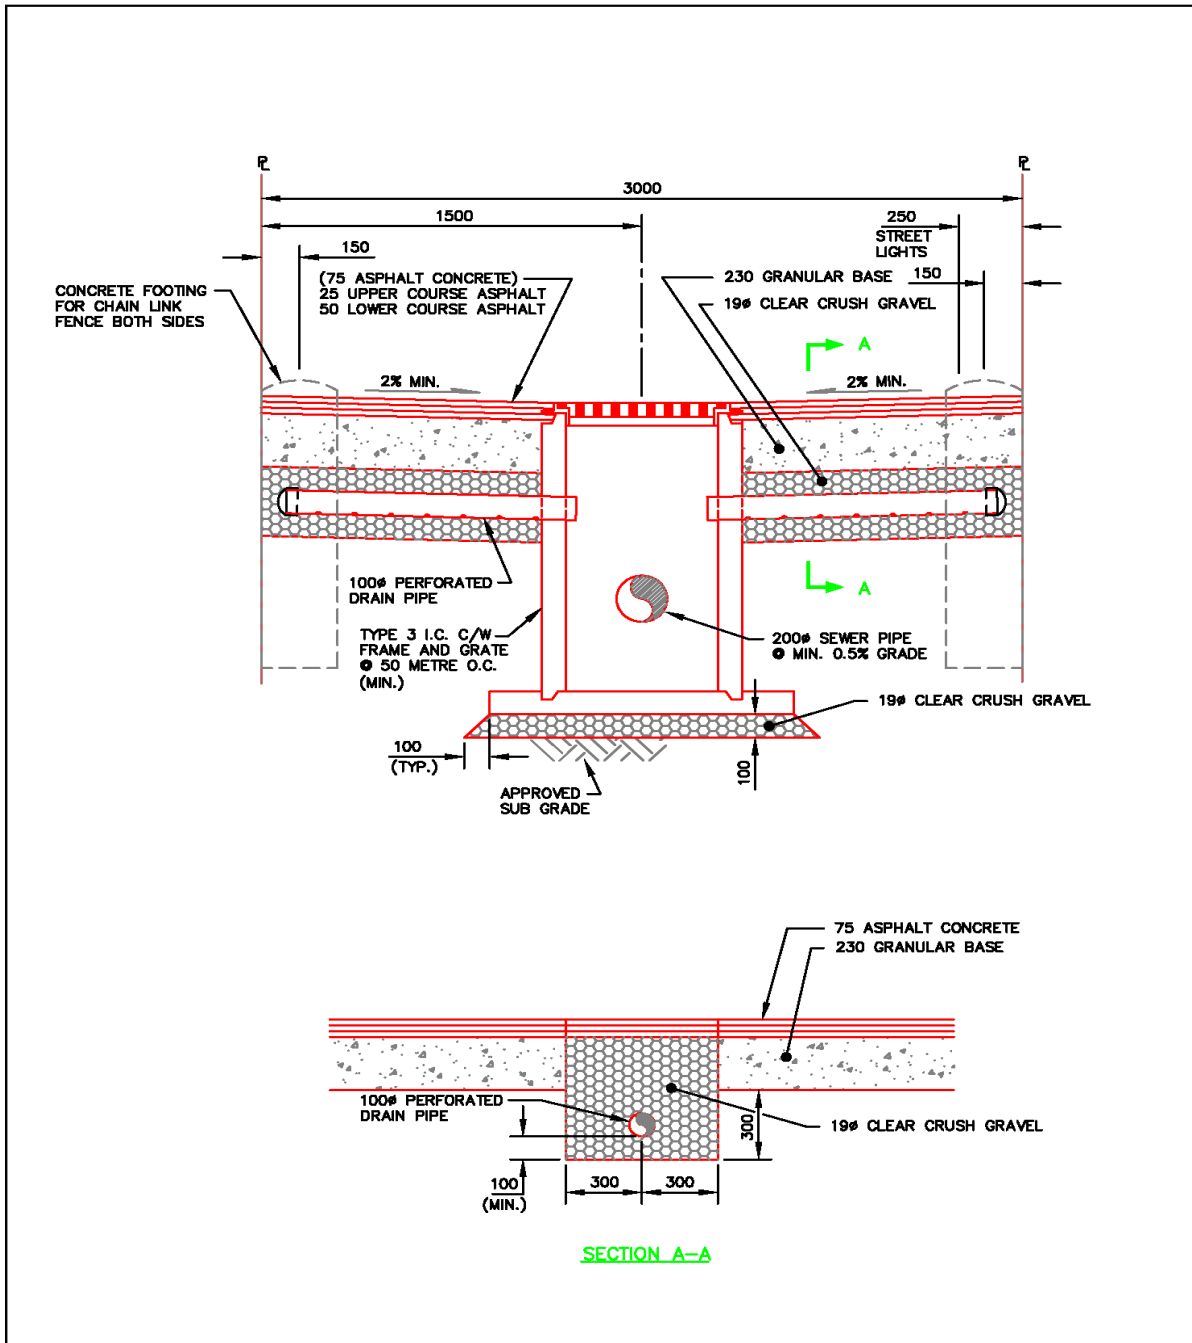 ℄ ℄
3000
1500
250
STREET
LIGHTS
150
150
(75 ASPHALT CONCRETE)
25 UPPER COURSE ASPHALT
50 LOWER COURSE ASPHALT
230 GRANULAR BASE
19ø CLEAR CRUSH GRAVEL
CONCRETE FOOTING
FOR CHAIN LINK
FENCE BOTH SIDES
A
2% MIN.
2% MIN.
100ø PERFORATED
DRAIN PIPE
A
TYPE 3 I.C. C/W
FRAME AND GRATE
@ 50 METRE O.C.
(MIN.)
200ø SEWER PIPE
@ MIN. 0.5% GRADE
19ø CLEAR CRUSH GRAVEL
100
(TYP.)
100
APPROVED
SUB GRADE
75 ASPHALT CONCRETE
230 GRANULAR BASE
100ø PERFORATED
DRAIN PIPE
300
19ø CLEAR CRUSH GRAVEL
100
(MIN.)
300
300
SECTION A-A